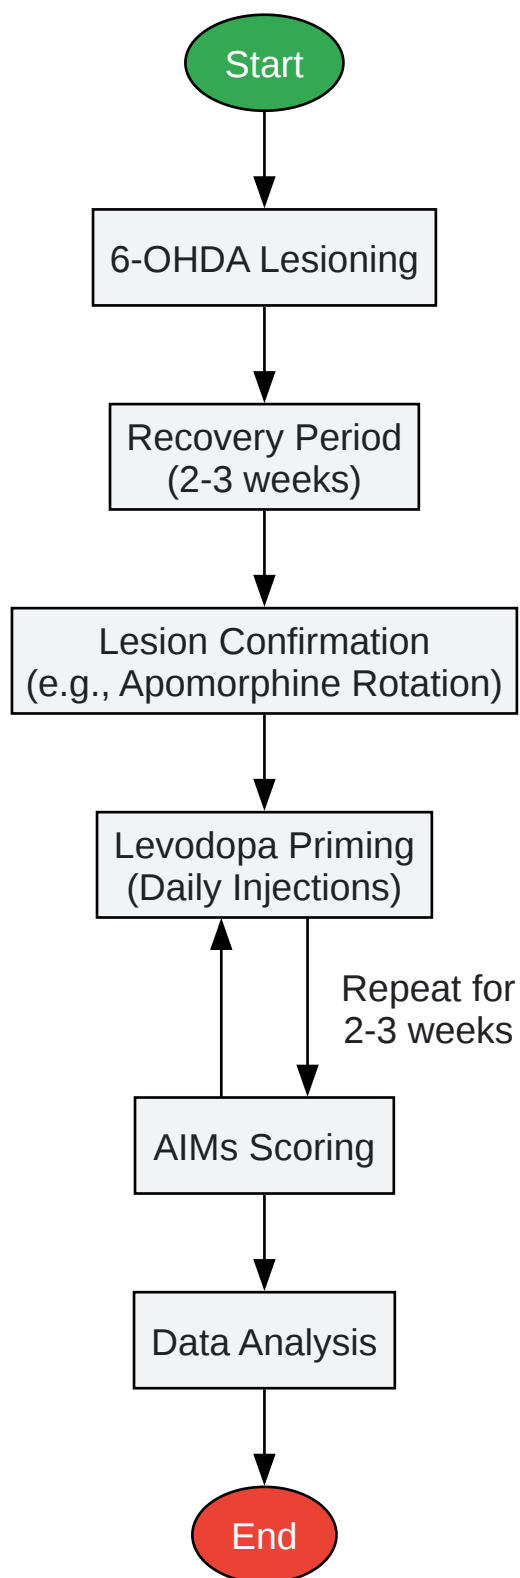 Start
6-OHDA Lesioning
Recovery Period
(2-3 weeks)
Lesion Confirmation
(e.g., Apomorphine Rotation)
Levodopa Priming
(Daily Injections)
Repeat for
2-3 weeks
AIMs Scoring
Data Analysis
End